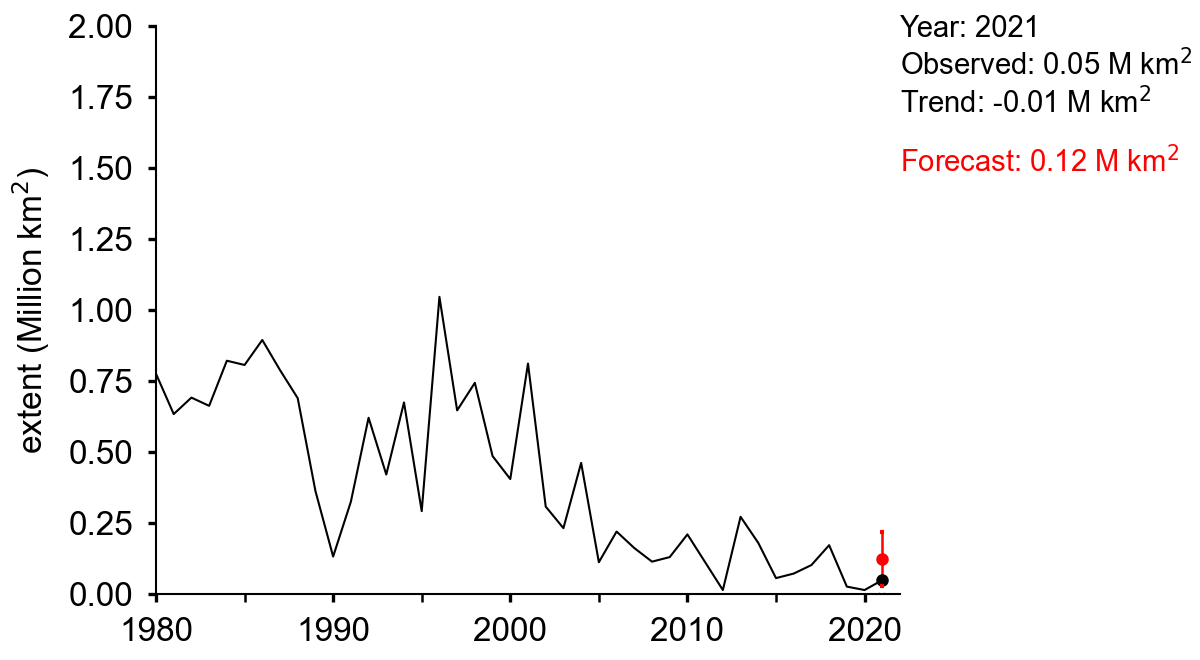 2.00
1.75
1.50
1.25
1.00
0.75
0.50
0.25
0.00
extent (Million km²)
1980
1990
2000
2010
2020
Year: 2021
Observed: 0.05 M km²
Trend: -0.01 M km²
Forecast: 0.12 M km²